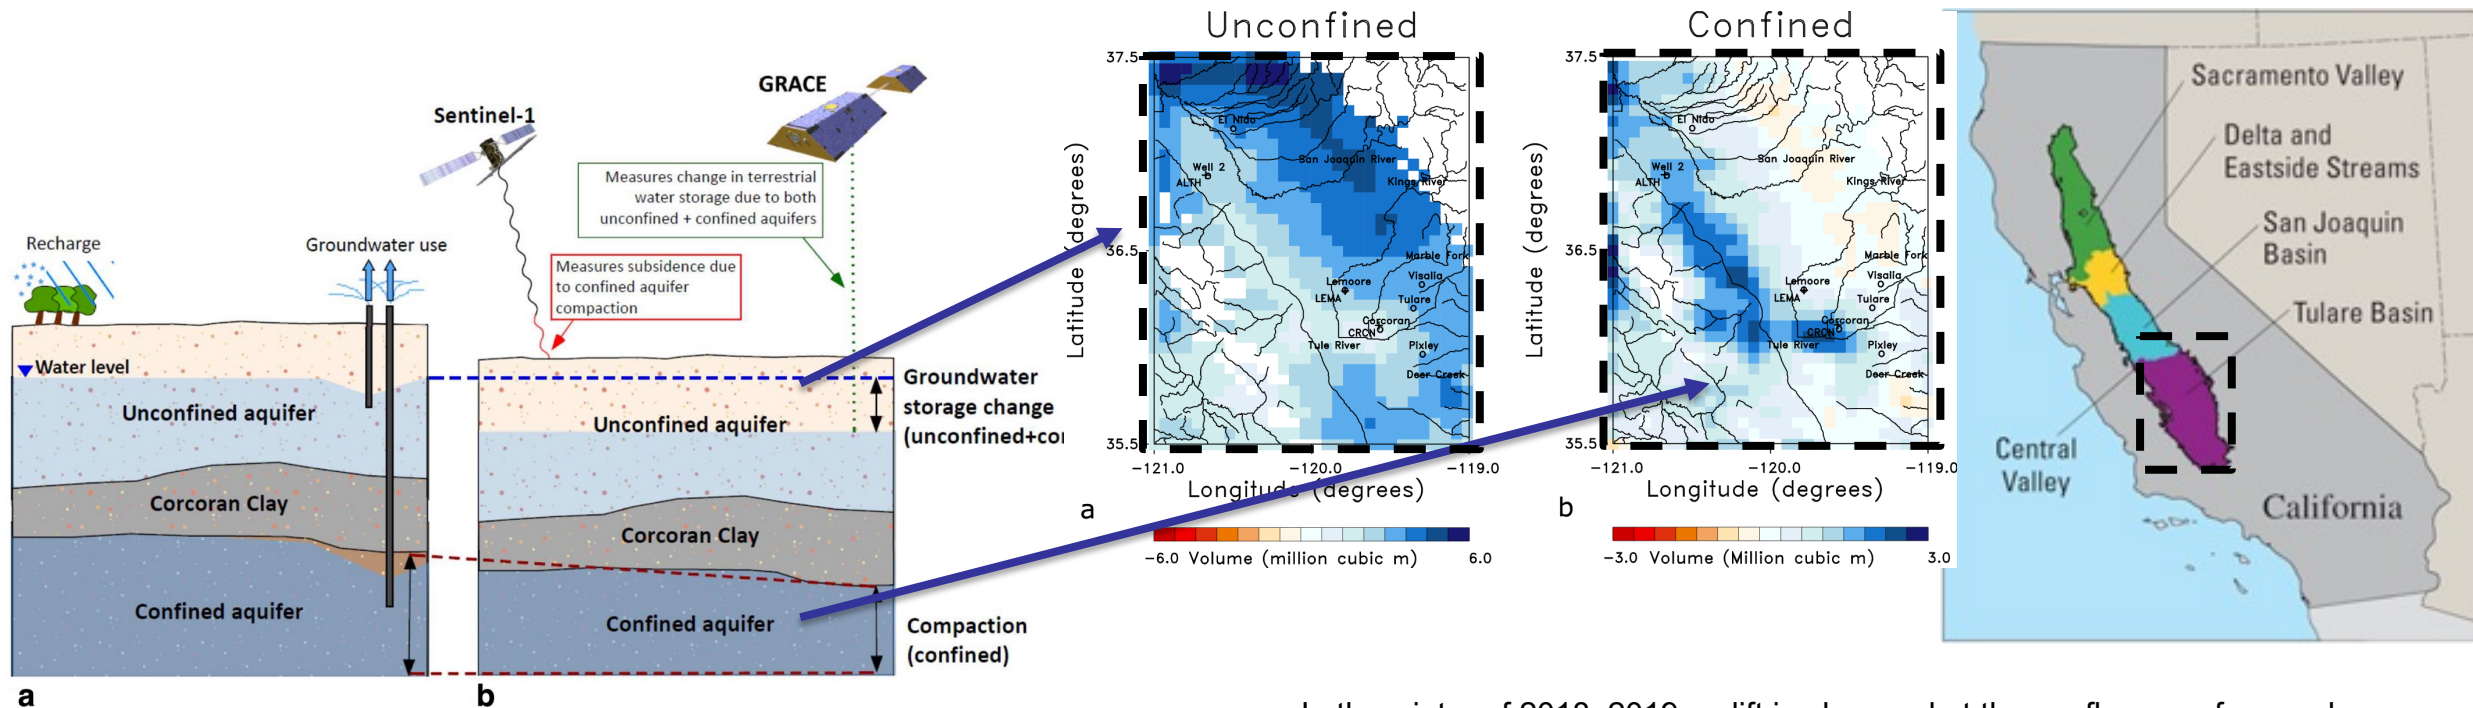 Recharge
Groundwater use
Water level
Unconfined aquifer
Corcoran Clay
Confined aquifer
a
Sentinel-1
GRACE
Measures change in terrestrial
water storage due to both
unconfined + confined aquifers
Measures subsidence due
to confined aquifer
compaction
Unconfined aquifer
Corcoran Clay
Confined aquifer
b
Groundwater
storage change
(unconfined+co
Compaction
(confined)
Unconfined
Latitude (degrees)
37.5
36.5
35.5
El Nido
San Joaquin River
Well 2
ALTH
Kings River
Marble Fork
Visalia
Lemoore
LEMA
Tulare
Corcoran
CRCN
Tule River
Pixley
Deer Creek
-121.0
-120.0
-119.0
Longitude (degrees)
a
-6.0 Volume (million cubic m) 6.0
Confined
Latitude (degrees)
37.5
36.5
35.5
El Nido
San Joaquin River
Well 2
ALTH
Kings River
Marble Fork
Visalia
Lemoore
LEMA
Tulare
Corcoran
CRCN
Tule River
Pixley
Deer Creek
-121.0
-120.0
-119.0
Longitude (degrees)
b
-3.0 Volume (Million cubic m) 3.0
Sacramento Valley
Delta and
Eastside Streams
San Joaquin
Basin
Tulare Basin
Central
Valley
California